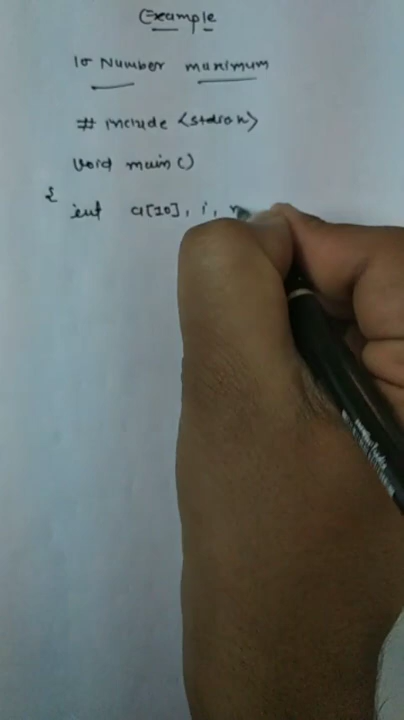 Example
10 Number maximum
# include <stdio.h>
void main()
{
int a[10], i,